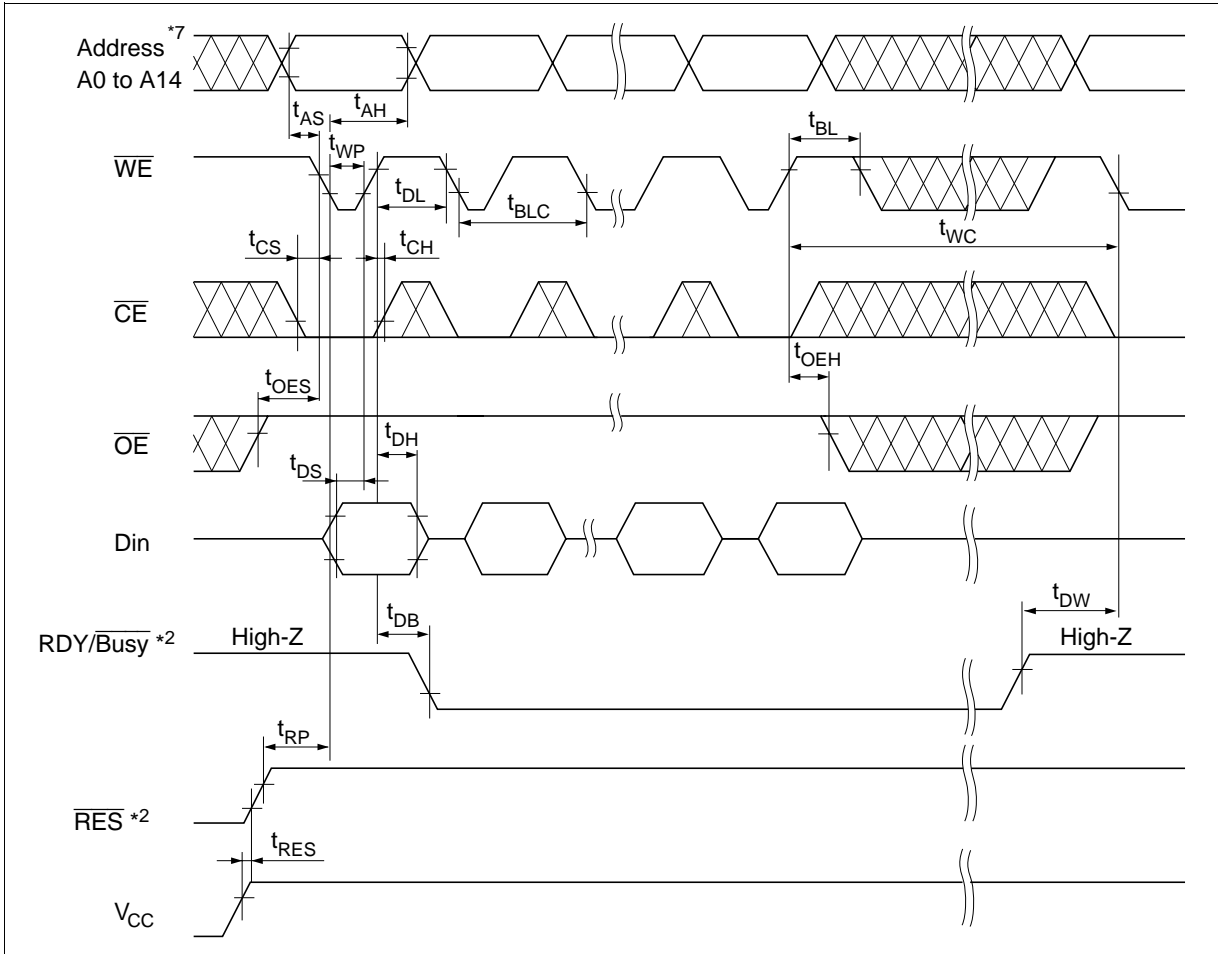 Address *7
A0 to A14
tAS
tAH
tWP
tBL
WE
tDL
tBLC
tWC
tCS
tCH
CE
tOEH
tOES
OE
tDH
tDS
Din
tDW
tDB
RDY/Busy *2
High-Z
High-Z
tRP
RES *2
tRES
VCC